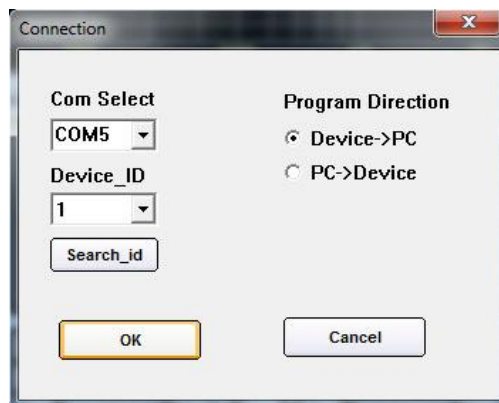 Connection
Com Select
COM5
Device_ID
1
Search_id
Program Direction
Device->PC
PC->Device
OK
Cancel